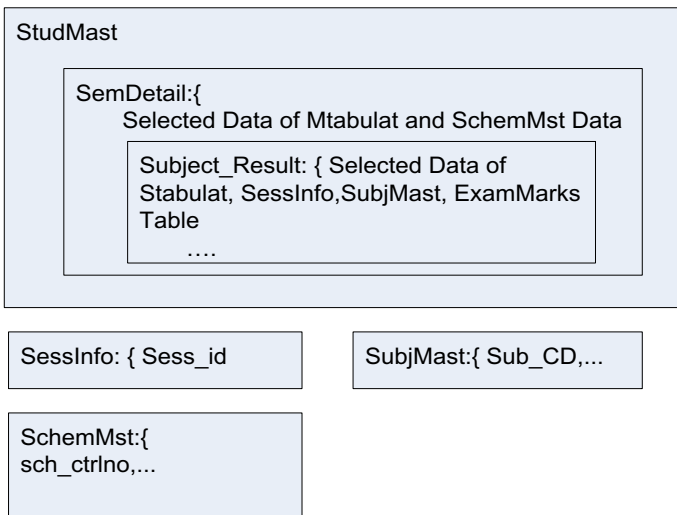 StudMast
SemDetail:{
Selected Data of Mtabulat and SchemMst Data
Subject_Result: { Selected Data of
Stabulat, SessInfo,SubjMast, ExamMarks
Table
....
SessInfo: { Sess_id
SubjMast:{ Sub_CD,...
SchemMst:{
sch_ctrlno,...